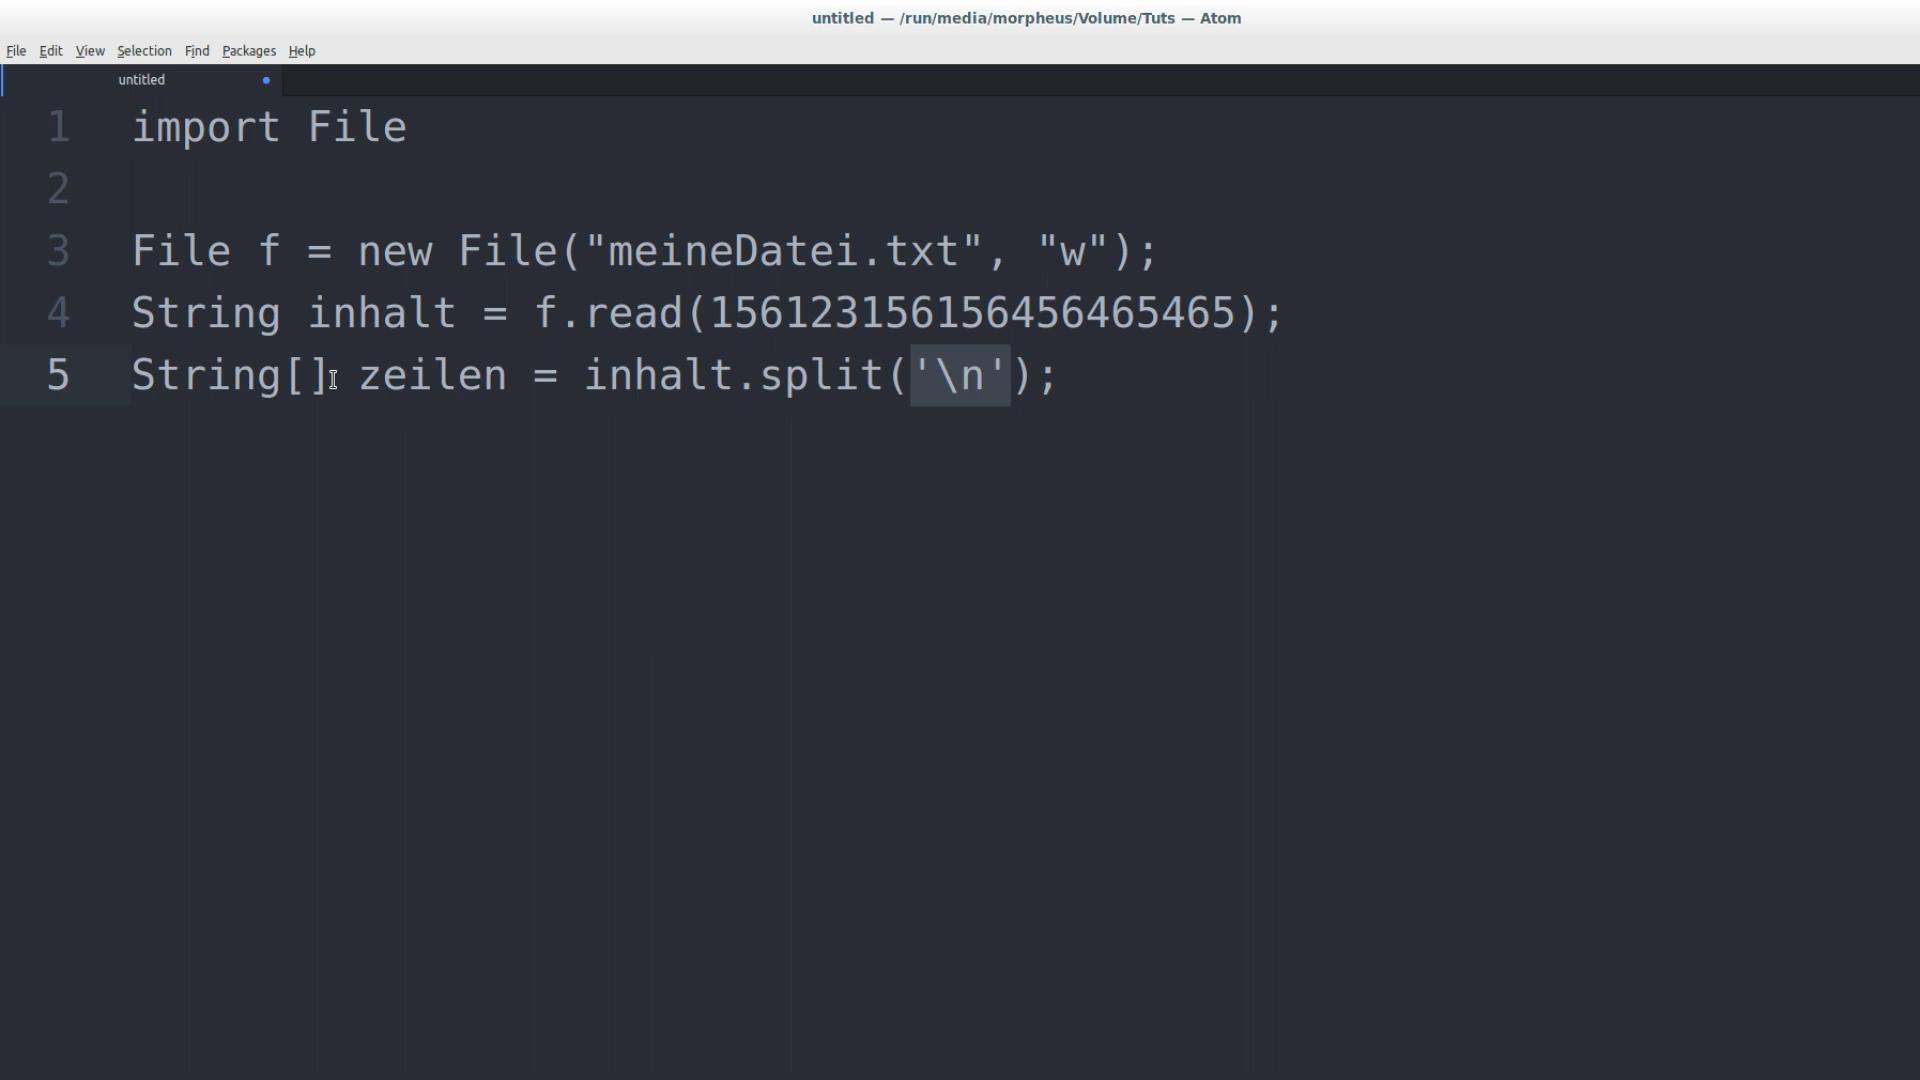 untitled — /run/media/morpheus/Volume/Tuts — Atom
File Edit View Selection Find Packages Help
untitled
1 import File
2
3 File f = new File("meineDatei.txt", "w");
4 String inhalt = f.read(156123156156456465465);
5 String[] zeilen = inhalt.split('\n');